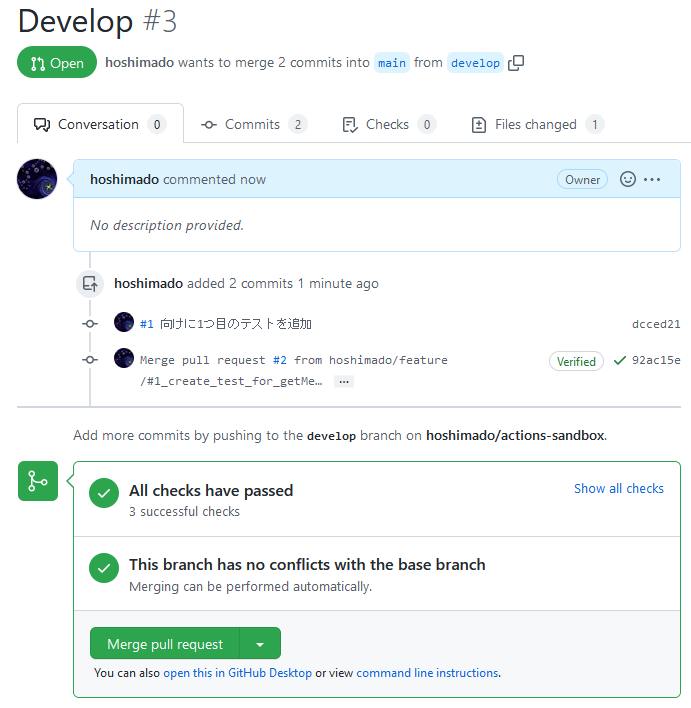 Develop #3
Open hoshimado wants to merge 2 commits into main from develop
Conversation 0 Commits 2 Checks 0 Files changed 1
hoshimado commented now Owner
No description provided.
hoshimado added 2 commits 1 minute ago
#1 向けに1つ目のテストを追加 dcced21
Merge pull request #2 from hoshimado/feature Verified 92ac15e
/#1_create_test_for_getMe… …
Add more commits by pushing to the develop branch on hoshimado/actions-sandbox.
All checks have passed Show all checks
3 successful checks
This branch has no conflicts with the base branch
Merging can be performed automatically.
Merge pull request
You can also open this in GitHub Desktop or view command line instructions.